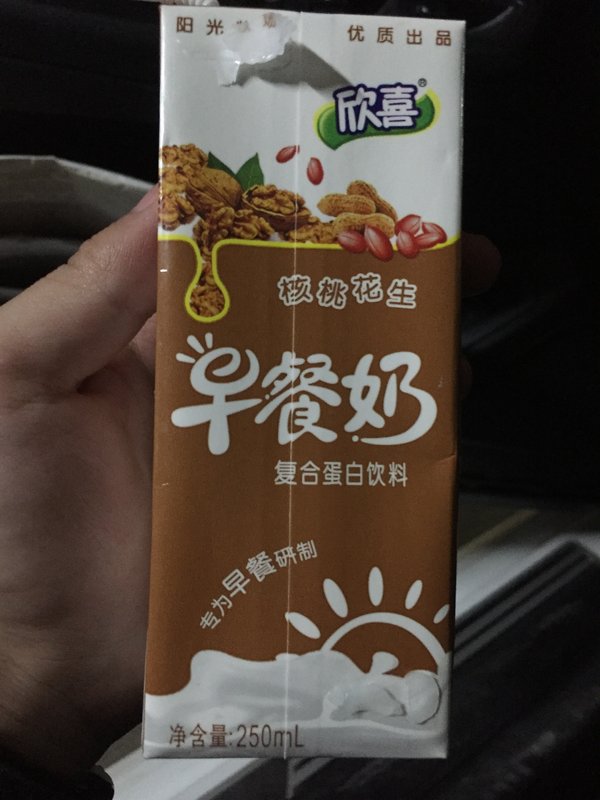 阳光
优质出品
欣喜®
核桃花生
早餐奶
复合蛋白饮料
专为早餐研制
净含量:250mL